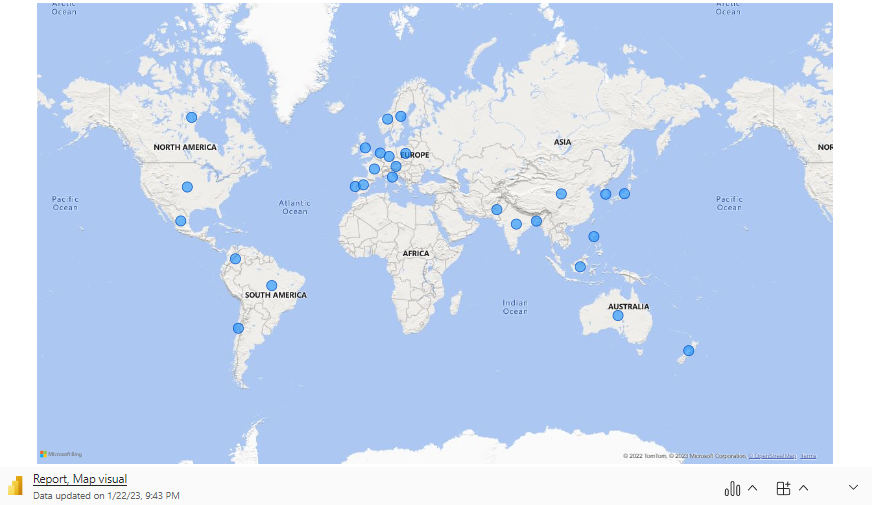 Arctic
Ocean
Arctic
Ocean
NORTH AMERICA
EUROPE
ASIA
NOR
Pacific
Ocean
Atlantic
Ocean
Pacific
Ocean
AFRICA
SOUTH AMERICA
Indian
Ocean
AUSTRALIA
Microsoft Bing
© 2022 TomTom, © 2023 Microsoft Corporation, © OpenStreetMap Terms
Report, Map visual
Data updated on 1/22/23, 9:43 PM